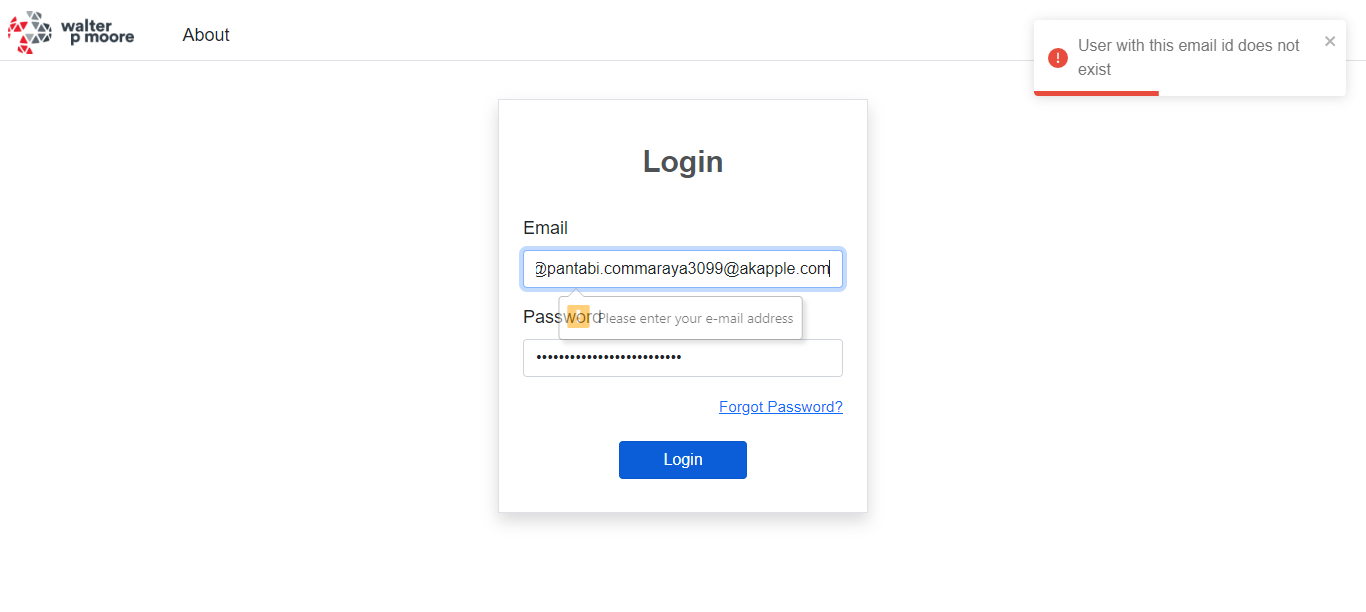 walter
p moore
About
User with this email id does not
exist
Login
Email
@pantabi.commaraya3099@akapple.com
Password
Please enter your e-mail address
••••••••••••••••••••••••••
Forgot Password?
Login